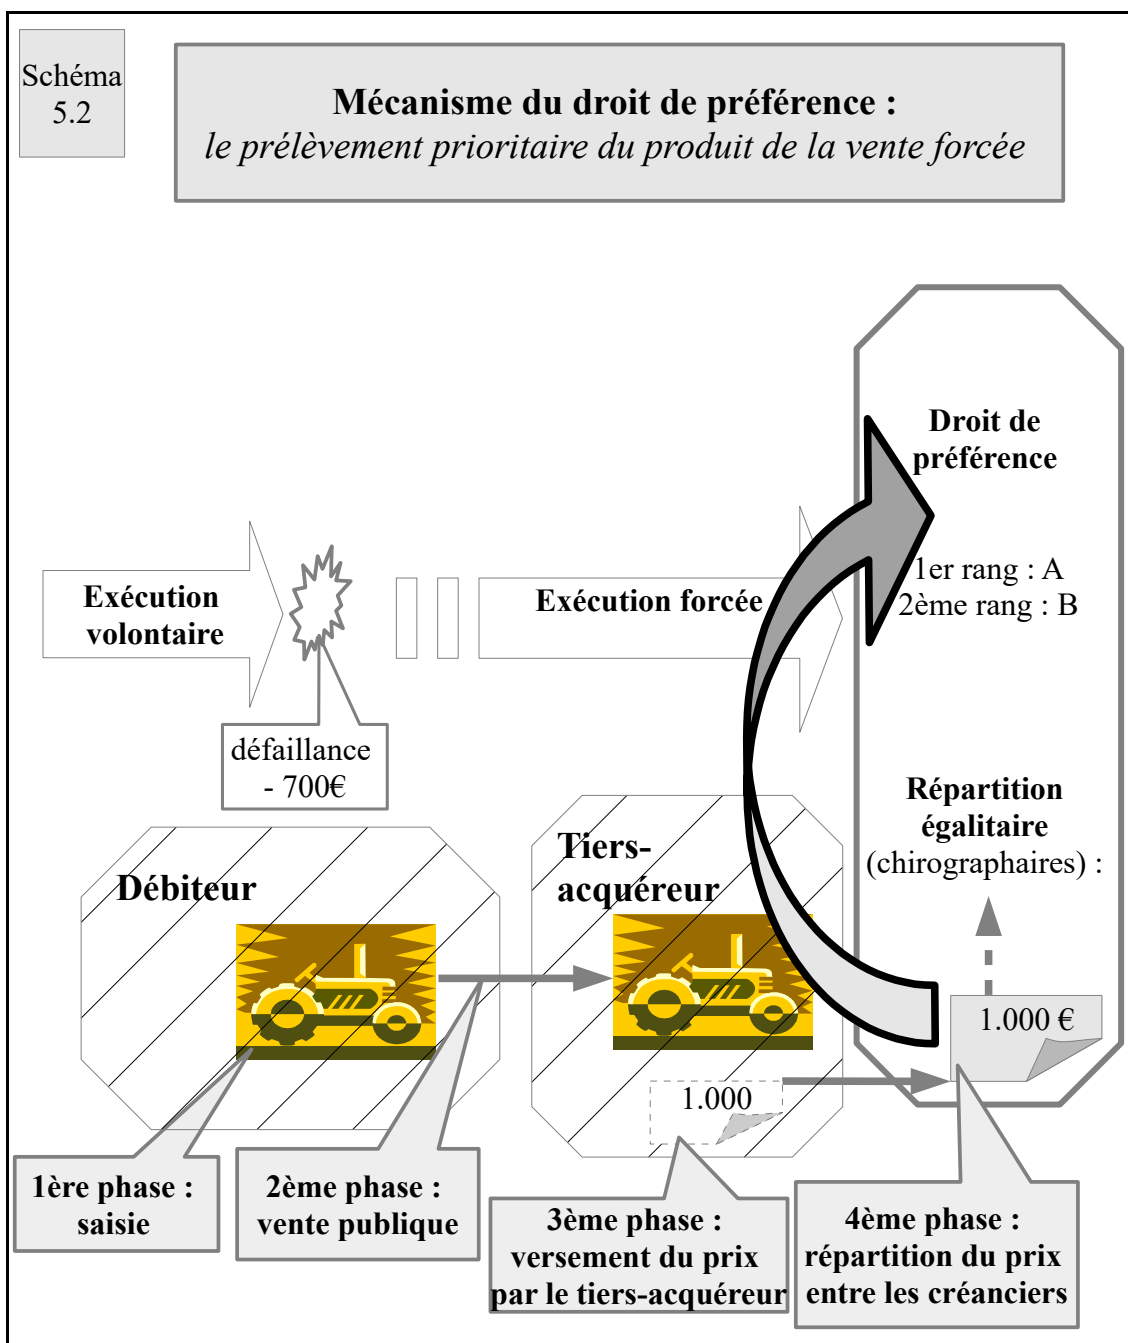 Schéma
5.2
Mécanisme du droit de préférence :
le prélèvement prioritaire du produit de la vente forcée
Droit de
préférence
1er rang : A
2ème rang : B
Exécution
volontaire
Exécution forcée
défaillance
- 700€
Répartition
égalitaire
(chirographaires) :
Débiteur
Tiers-
acquéreur
1.000 €
1.000
1ère phase :
saisie
2ème phase :
vente publique
3ème phase :
versement du prix
par le tiers-acquéreur
4ème phase :
répartition du prix
entre les créanciers